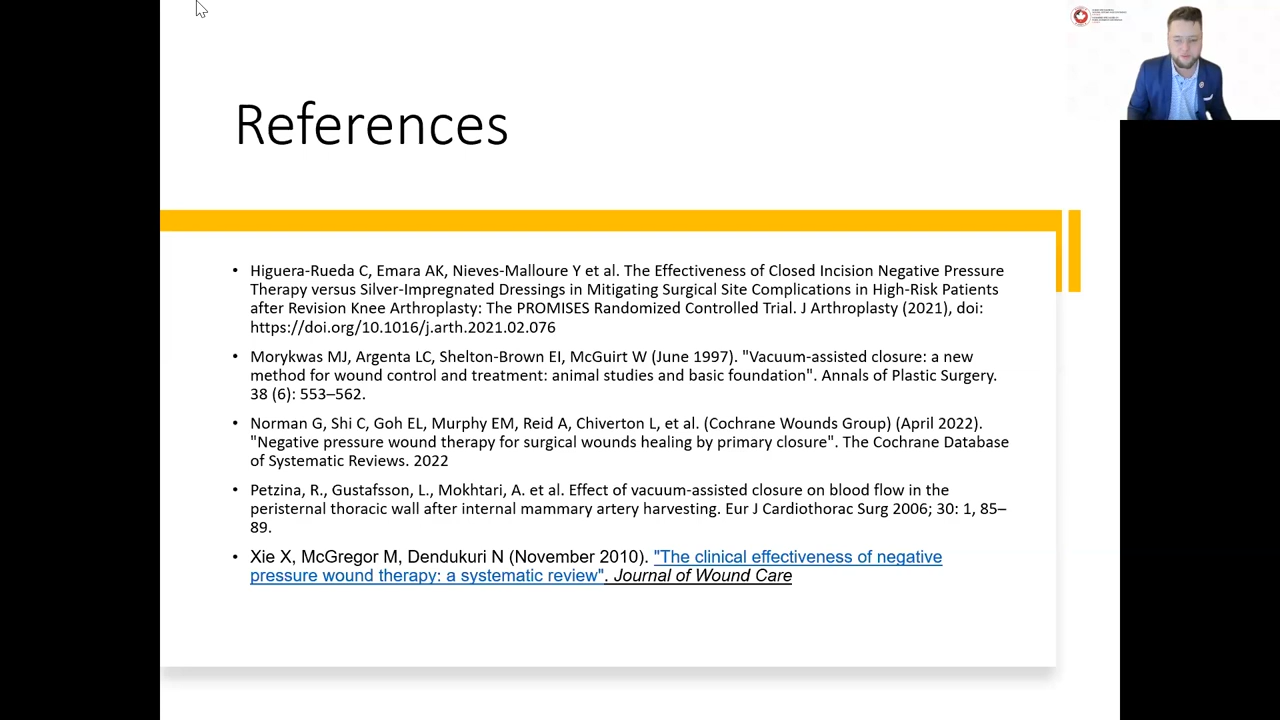 References
• Higuera-Rueda C, Emara AK, Nieves-Malloure Y et al. The Effectiveness of Closed Incision Negative Pressure
Therapy versus Silver-Impregnated Dressings in Mitigating Surgical Site Complications in High-Risk Patients
after Revision Knee Arthroplasty: The PROMISES Randomized Controlled Trial. J Arthroplasty (2021), doi:
https://doi.org/10.1016/j.arth.2021.02.076
• Morykwas MJ, Argenta LC, Shelton-Brown EI, McGuirt W (June 1997). "Vacuum-assisted closure: a new
method for wound control and treatment: animal studies and basic foundation". Annals of Plastic Surgery.
38 (6): 553–562.
• Norman G, Shi C, Goh EL, Murphy EM, Reid A, Chiverton L, et al. (Cochrane Wounds Group) (April 2022).
"Negative pressure wound therapy for surgical wounds healing by primary closure". The Cochrane Database
of Systematic Reviews. 2022
• Petzina, R., Gustafsson, L., Mokhtari, A. et al. Effect of vacuum-assisted closure on blood flow in the
peristernal thoracic wall after internal mammary artery harvesting. Eur J Cardiothorac Surg 2006; 30: 1, 85–
89.
• Xie X, McGregor M, Dendukuri N (November 2010). "The clinical effectiveness of negative
pressure wound therapy: a systematic review". Journal of Wound Care